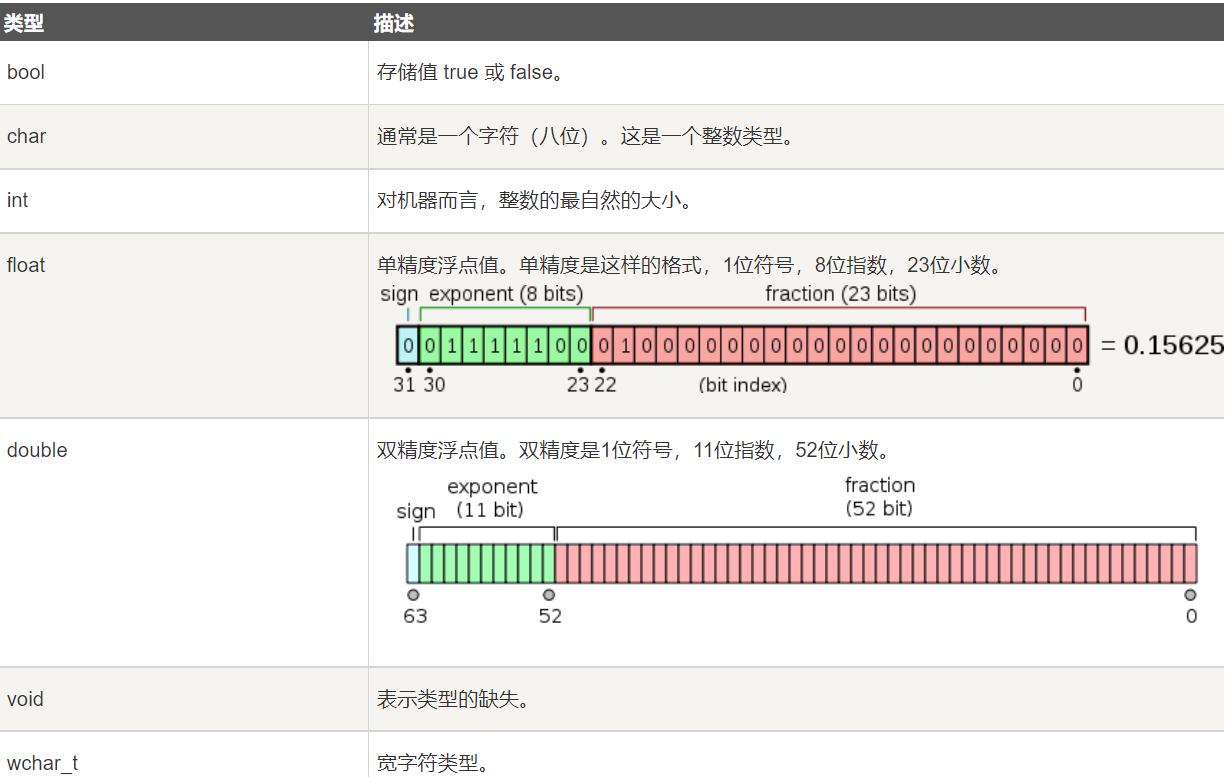 类型 描述
bool 存储值 true 或 false。
char 通常是一个字符（八位）。这是一个整数类型。
int 对机器而言，整数的最自然的大小。
float 单精度浮点值。单精度是这样的格式，1位符号，8位指数，23位小数。
sign exponent (8 bits) fraction (23 bits)
0 0 1 1 1 1 1 0 0 0 1 0 0 0 0 0 0 0 0 0 0 0 0 0 0 0 0 0 0 0 0 0 = 0.15625
31 30 23 22 (bit index) 0
double 双精度浮点值。双精度是1位符号，11位指数，52位小数。
exponent fraction
sign (11 bit) (52 bit)
63 52 0
void 表示类型的缺失。
wchar_t 宽字符类型。